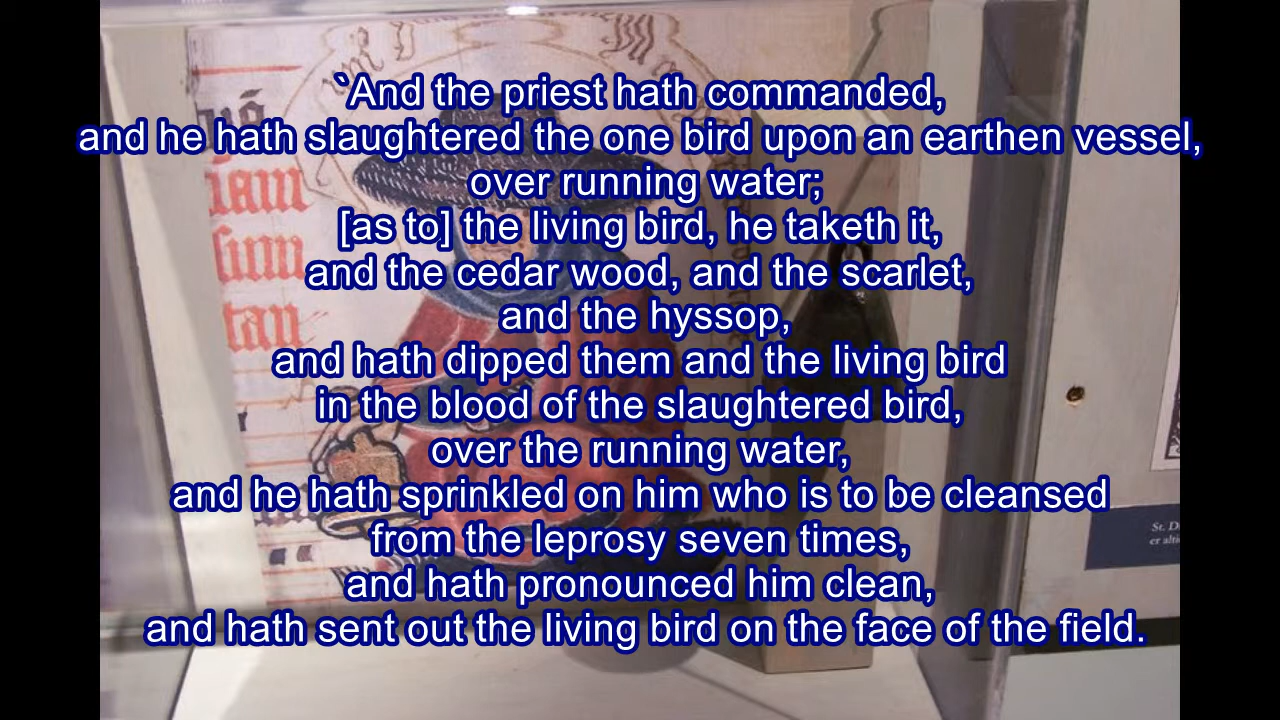 `And the priest hath commanded,
and he hath slaughtered the one bird upon an earthen vessel,
over running water;
[as to] the living bird, he taketh it,
and the cedar wood, and the scarlet,
and the hyssop,
and hath dipped them and the living bird
in the blood of the slaughtered bird,
over the running water,
and he hath sprinkled on him who is to be cleansed
from the leprosy seven times,
and hath pronounced him clean,
and hath sent out the living bird on the face of the field.
St. D
er alti